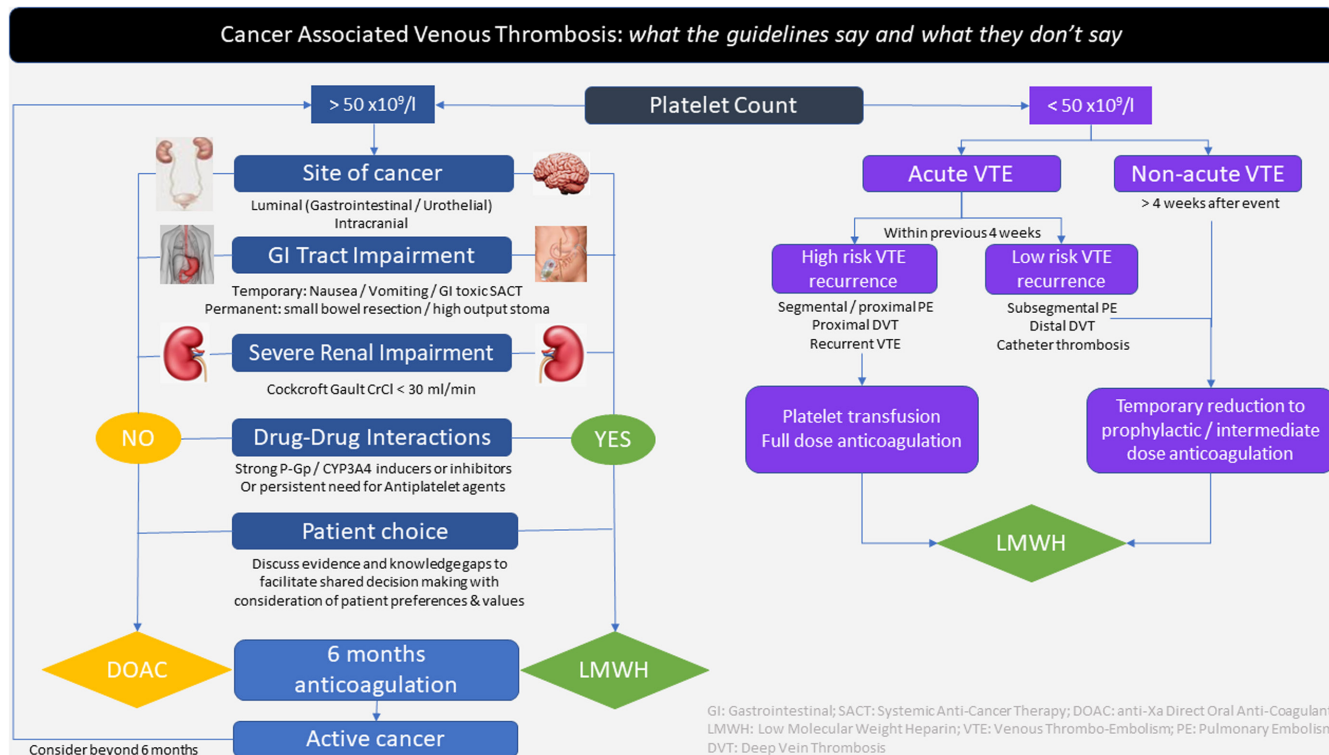 Cancer Associated Venous Thrombosis: what the guidelines say and what they don't say
> 50 x10⁹/l
Platelet Count
< 50 x10⁹/l
Site of cancer
Luminal (Gastrointestinal / Urothelial)
Intracranial
GI Tract Impairment
Temporary: Nausea / Vomiting / GI toxic SACT
Permanent: small bowel resection / high output stoma
Severe Renal Impairment
Cockcroft Gault CrCl < 30 ml/min
NO
Drug-Drug Interactions
YES
Strong P-Gp / CYP3A4 inducers or inhibitors
Or persistent need for Antiplatelet agents
Patient choice
Discuss evidence and knowledge gaps to
facilitate shared decision making with
consideration of patient preferences & values
DOAC
6 months
anticoagulation
LMWH
Active cancer
Consider beyond 6 months
Acute VTE
Non-acute VTE
> 4 weeks after event
Within previous 4 weeks
High risk VTE
recurrence
Low risk VTE
recurrence
Segmental / proximal PE
Proximal DVT
Recurrent VTE
Subsegmental PE
Distal DVT
Catheter thrombosis
Platelet transfusion
Full dose anticoagulation
Temporary reduction to
prophylactic / intermediate
dose anticoagulation
LMWH
GI: Gastrointestinal; SACT: Systemic Anti-Cancer Therapy; DOAC: anti-Xa Direct Oral Anti-Coagulant
LMWH: Low Molecular Weight Heparin; VTE: Venous Thrombo-Embolism; PE: Pulmonary Embolism
DVT: Deep Vein Thrombosis